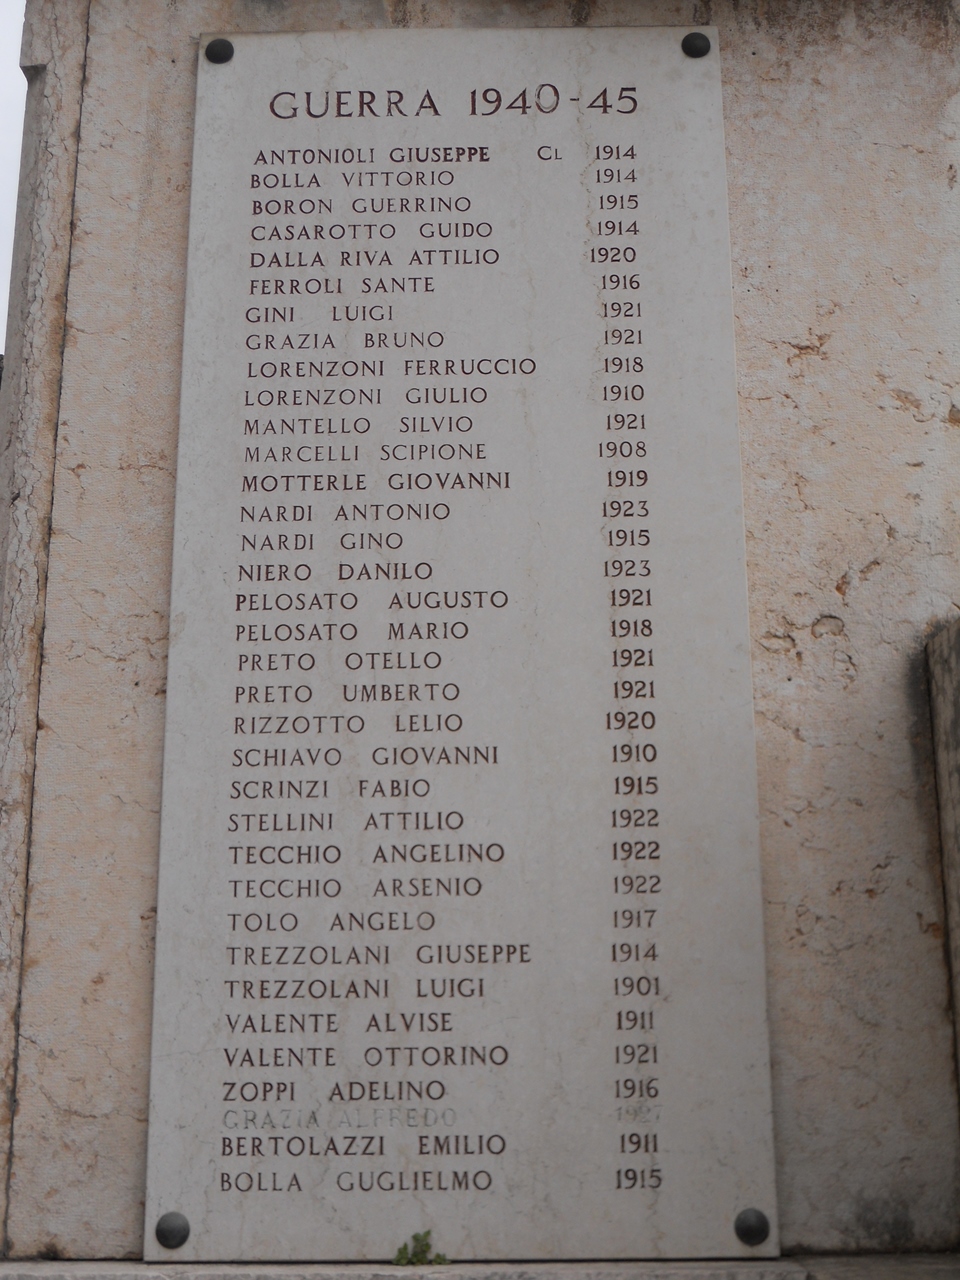 GUERRA 1940-45
ANTONIOLI GIUSEPPE CL 1914
BOLLA VITTORIO 1914
BORON GUERRINO 1915
CASAROTTO GUIDO 1914
DALLA RIVA ATTILIO 1920
FERROLI SANTE 1916
GINI LUIGI 1921
GRAZIA BRUNO 1921
LORENZONI FERRUCCIO 1918
LORENZONI GIULIO 1910
MANTELLO SILVIO 1921
MARCELLI SCIPIONE 1908
MOTTERLE GIOVANNI 1919
NARDI ANTONIO 1923
NARDI GINO 1915
NIERO DANILO 1923
PELOSATO AUGUSTO 1921
PELOSATO MARIO 1918
PRETO OTELLO 1921
PRETO UMBERTO 1921
RIZZOTTO LELIO 1920
SCHIAVO GIOVANNI 1910
SCRINZI FABIO 1915
STELLINI ATTILIO 1922
TECCHIO ANGELINO 1922
TECCHIO ARSENIO 1922
TOLO ANGELO 1917
TREZZOLANI GIUSEPPE 1914
TREZZOLANI LUIGI 1901
VALENTE ALVISE 1911
VALENTE OTTORINO 1921
ZOPPI ADELINO 1916
GRAZIA ALFREDO 1927
BERTOLAZZI EMILIO 1911
BOLLA GUGLIELMO 1915